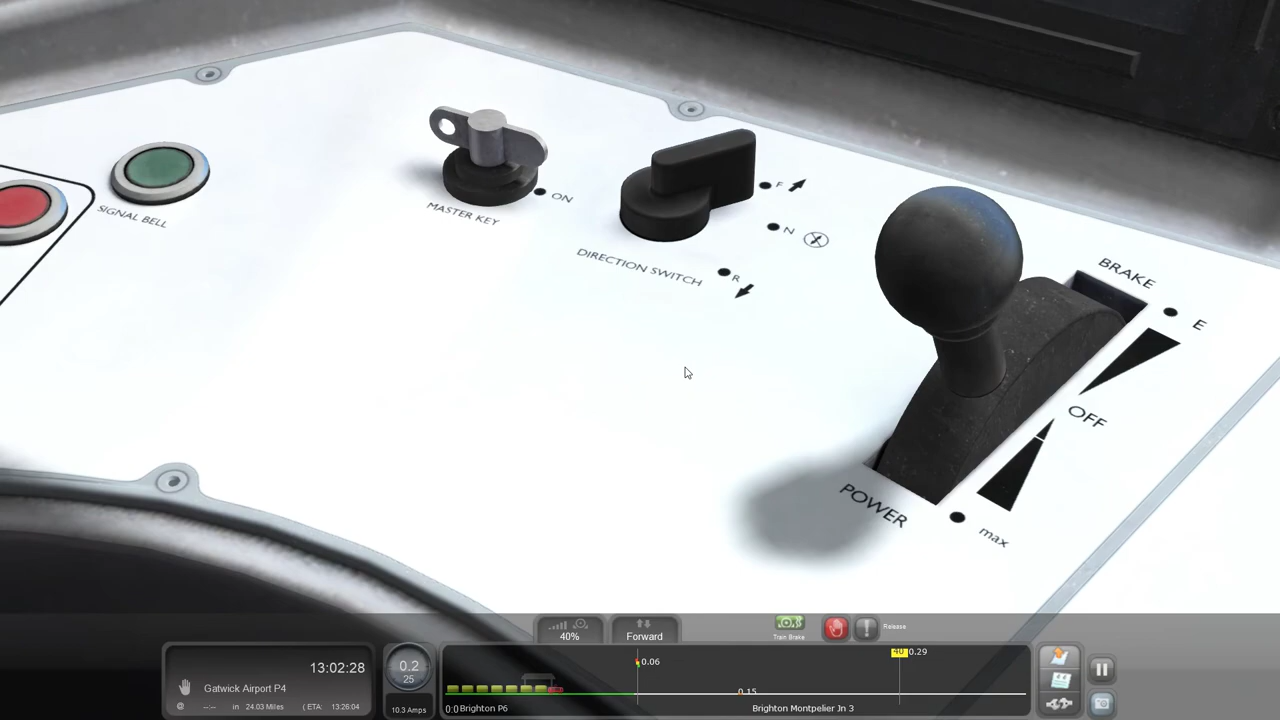 SIGNAL BELL
MASTER KEY
ON
DIRECTION SWITCH
F
N
R
BRAKE
E
OFF
POWER
max
40%
Forward
Train Brake
Release
13:02:28
Gatwick Airport P4
@ --:-- in 24.03 Miles ( ETA: 13:26:04
0.2
25
10.3 Amps
0.06
40 0.29
0.15
0:0 Brighton P6
Brighton Montpelier Jn 3